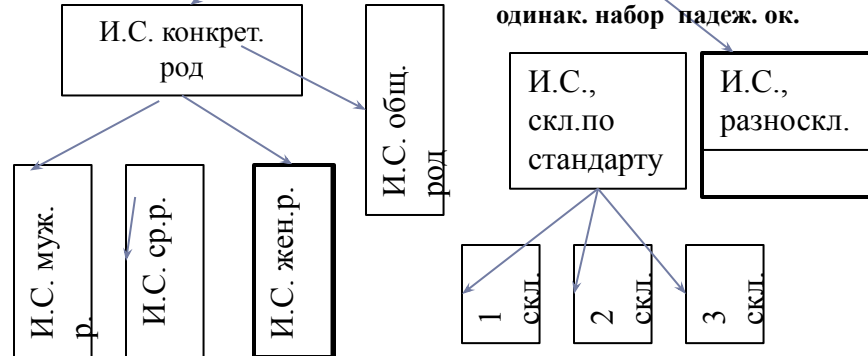 одинак. набор падеж. ок.
И.С. конкрет.
род
И.С. общ.
род
И.С.,
скл.по
стандарту
И.С.,
разноскл.
И.С. муж.
р.
И.С. ср.р.
И.С. жен.р.
1
скл.
2
скл.
3
скл.